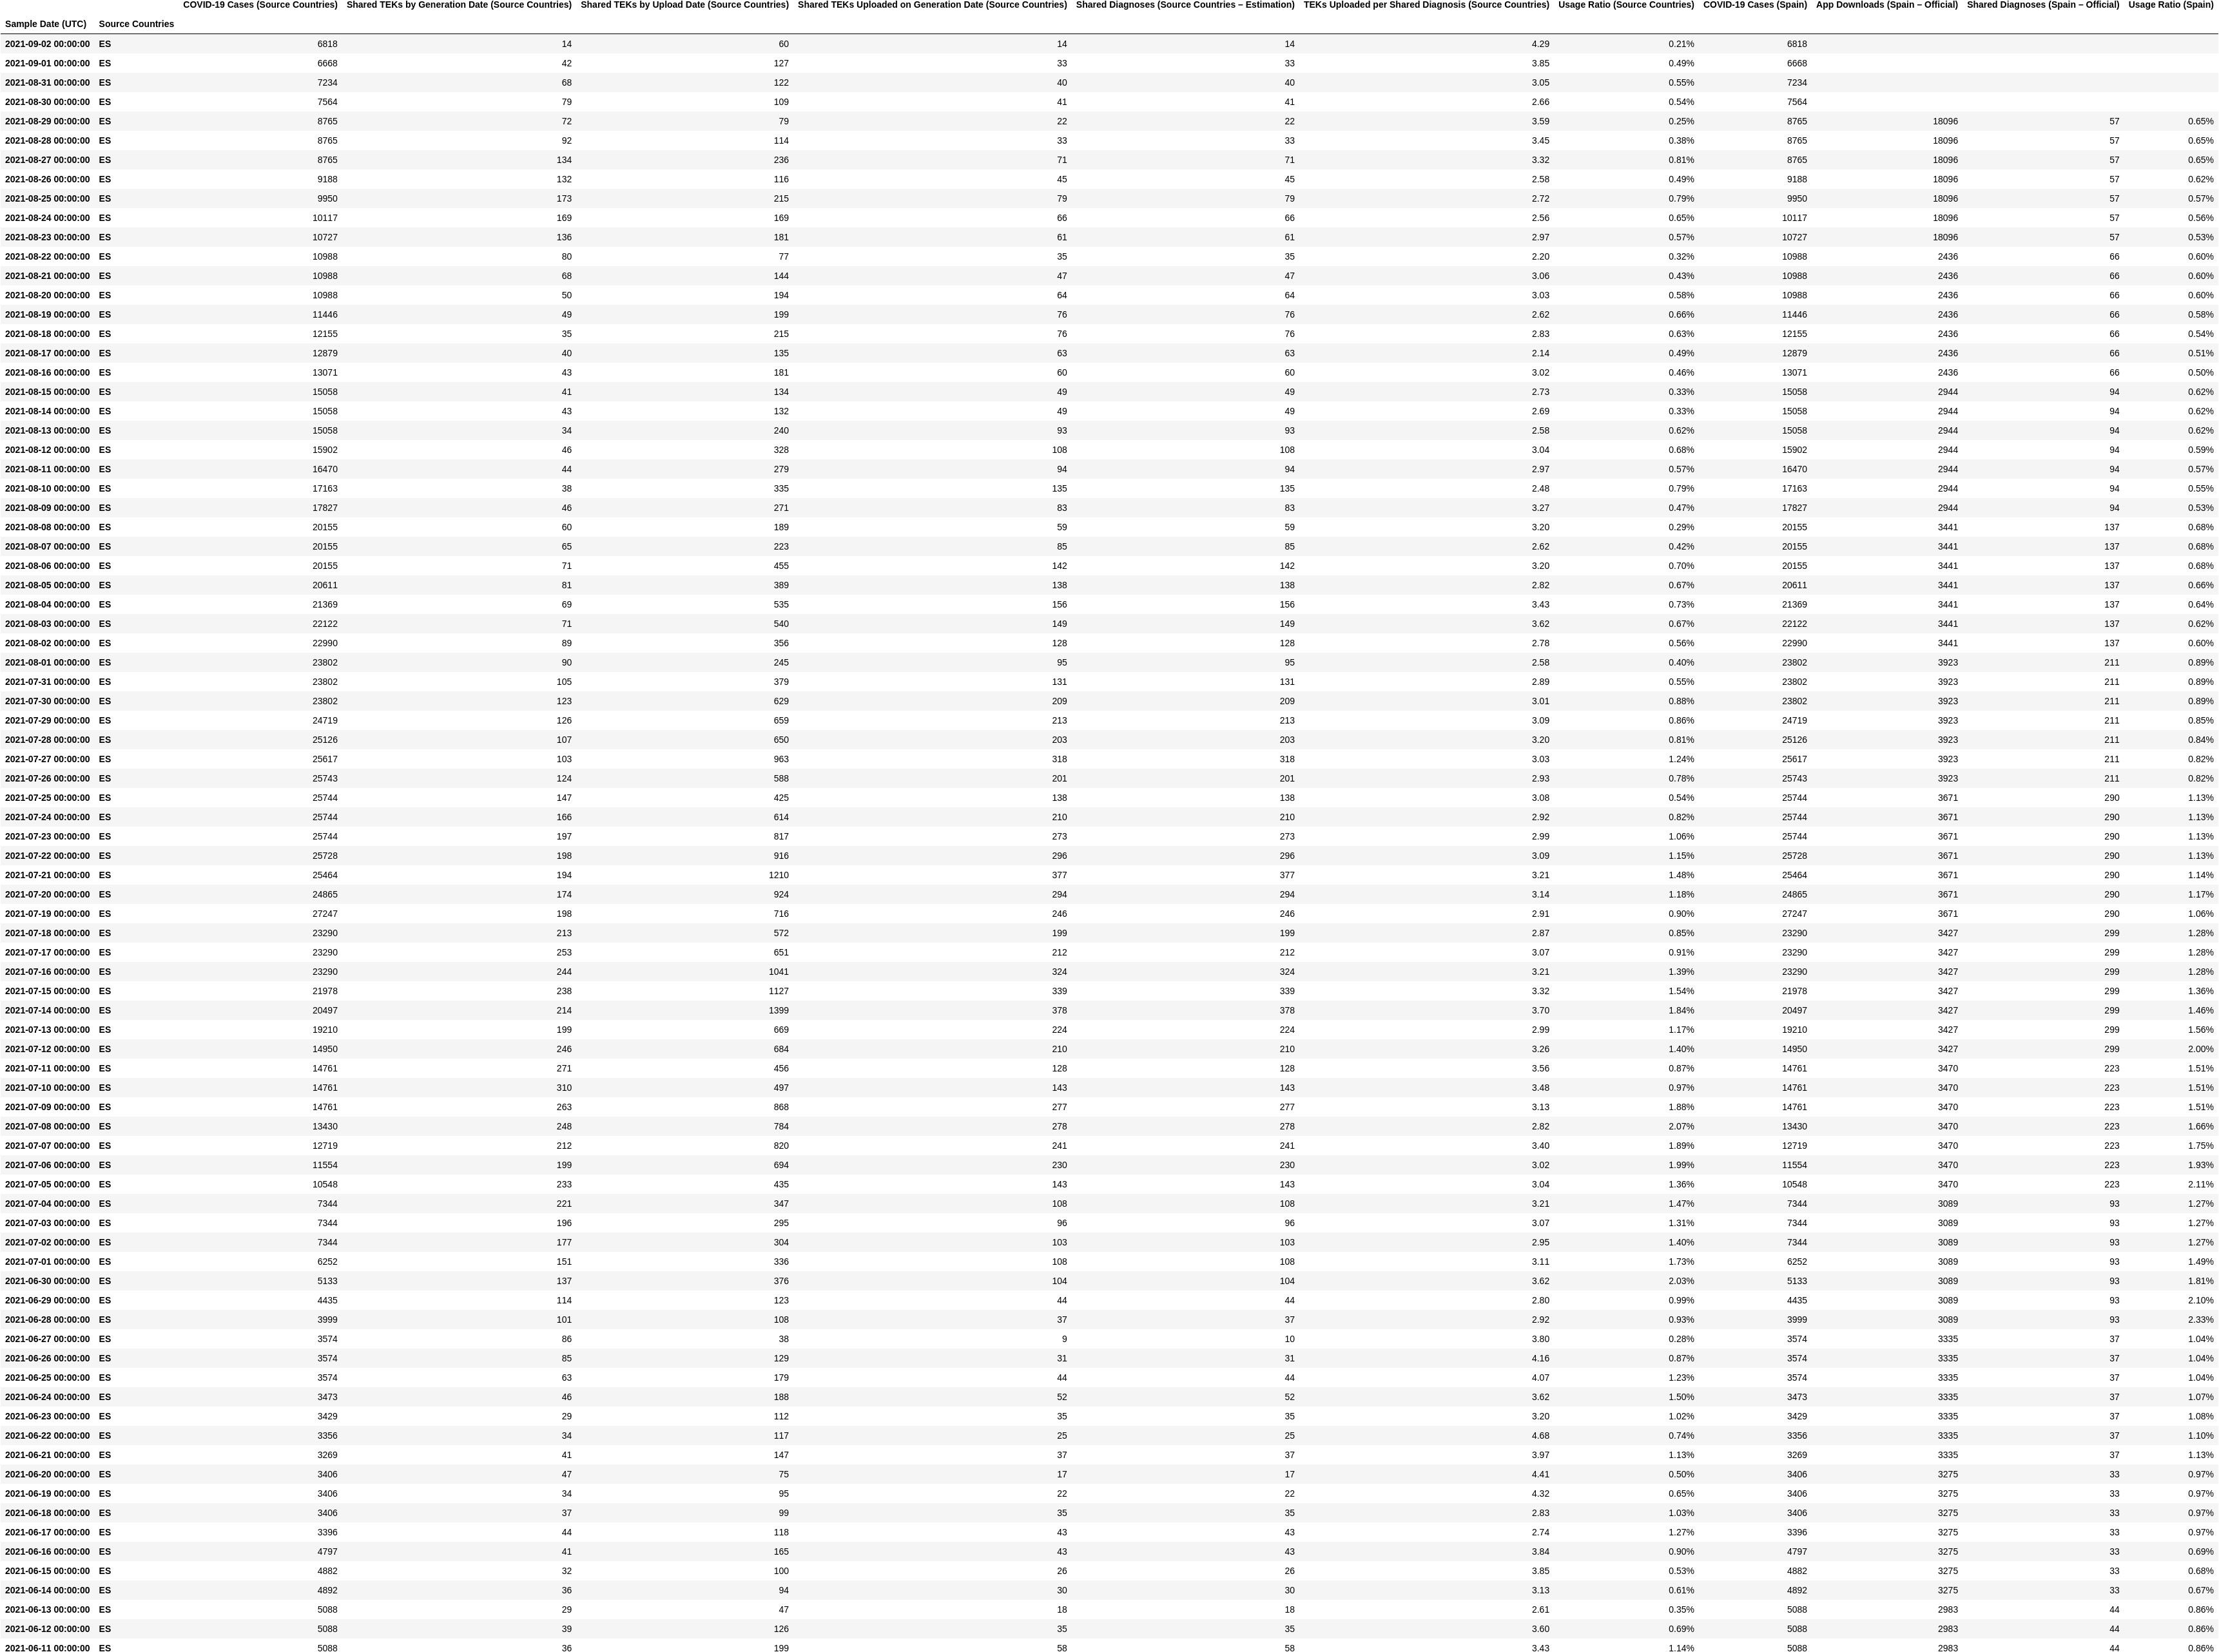 COVID-19 Cases (Source Countries) Shared TEKs by Generation Date (Source Countries) Shared TEKs by Upload Date (Source Countries) Shared TEKs Uploaded on Generation Date (Source Countries) Shared Diagnoses (Source Countries – Estimation) TEKs Uploaded per Shared Diagnosis (Source Countries) Usage Ratio (Source Countries) COVID-19 Cases (Spain) App Downloads (Spain – Official) Shared Diagnoses (Spain – Official) Usage Ratio (Spain)
Sample Date (UTC) Source Countries
2021-09-02 00:00:00 ES 6818 14 60 14 14 4.29 0.21% 6818
2021-09-01 00:00:00 ES 6668 42 127 33 33 3.85 0.49% 6668
2021-08-31 00:00:00 ES 7234 68 122 40 40 3.05 0.55% 7234
2021-08-30 00:00:00 ES 7564 79 109 41 41 2.66 0.54% 7564
2021-08-29 00:00:00 ES 8765 72 79 22 22 3.59 0.25% 8765 18096 57 0.65%
2021-08-28 00:00:00 ES 8765 92 114 33 33 3.45 0.38% 8765 18096 57 0.65%
2021-08-27 00:00:00 ES 8765 134 236 71 71 3.32 0.81% 8765 18096 57 0.65%
2021-08-26 00:00:00 ES 9188 132 116 45 45 2.58 0.49% 9188 18096 57 0.62%
2021-08-25 00:00:00 ES 9950 173 215 79 79 2.72 0.79% 9950 18096 57 0.57%
2021-08-24 00:00:00 ES 10117 169 169 66 66 2.56 0.65% 10117 18096 57 0.56%
2021-08-23 00:00:00 ES 10727 136 181 61 61 2.97 0.57% 10727 18096 57 0.53%
2021-08-22 00:00:00 ES 10988 80 77 35 35 2.20 0.32% 10988 2436 66 0.60%
2021-08-21 00:00:00 ES 10988 68 144 47 47 3.06 0.43% 10988 2436 66 0.60%
2021-08-20 00:00:00 ES 10988 50 194 64 64 3.03 0.58% 10988 2436 66 0.60%
2021-08-19 00:00:00 ES 11446 49 199 76 76 2.62 0.66% 11446 2436 66 0.58%
2021-08-18 00:00:00 ES 12155 35 215 76 76 2.83 0.63% 12155 2436 66 0.54%
2021-08-17 00:00:00 ES 12879 40 135 63 63 2.14 0.49% 12879 2436 66 0.51%
2021-08-16 00:00:00 ES 13071 43 181 60 60 3.02 0.46% 13071 2436 66 0.50%
2021-08-15 00:00:00 ES 15058 41 134 49 49 2.73 0.33% 15058 2944 94 0.62%
2021-08-14 00:00:00 ES 15058 43 132 49 49 2.69 0.33% 15058 2944 94 0.62%
2021-08-13 00:00:00 ES 15058 34 240 93 93 2.58 0.62% 15058 2944 94 0.62%
2021-08-12 00:00:00 ES 15902 46 328 108 108 3.04 0.68% 15902 2944 94 0.59%
2021-08-11 00:00:00 ES 16470 44 279 94 94 2.97 0.57% 16470 2944 94 0.57%
2021-08-10 00:00:00 ES 17163 38 335 135 135 2.48 0.79% 17163 2944 94 0.55%
2021-08-09 00:00:00 ES 17827 46 271 83 83 3.27 0.47% 17827 2944 94 0.53%
2021-08-08 00:00:00 ES 20155 60 189 59 59 3.20 0.29% 20155 3441 137 0.68%
2021-08-07 00:00:00 ES 20155 65 223 85 85 2.62 0.42% 20155 3441 137 0.68%
2021-08-06 00:00:00 ES 20155 71 455 142 142 3.20 0.70% 20155 3441 137 0.68%
2021-08-05 00:00:00 ES 20611 81 389 138 138 2.82 0.67% 20611 3441 137 0.66%
2021-08-04 00:00:00 ES 21369 69 535 156 156 3.43 0.73% 21369 3441 137 0.64%
2021-08-03 00:00:00 ES 22122 71 540 149 149 3.62 0.67% 22122 3441 137 0.62%
2021-08-02 00:00:00 ES 22990 89 356 128 128 2.78 0.56% 22990 3441 137 0.60%
2021-08-01 00:00:00 ES 23802 90 245 95 95 2.58 0.40% 23802 3923 211 0.89%
2021-07-31 00:00:00 ES 23802 105 379 131 131 2.89 0.55% 23802 3923 211 0.89%
2021-07-30 00:00:00 ES 23802 123 629 209 209 3.01 0.88% 23802 3923 211 0.89%
2021-07-29 00:00:00 ES 24719 126 659 213 213 3.09 0.86% 24719 3923 211 0.85%
2021-07-28 00:00:00 ES 25126 107 650 203 203 3.20 0.81% 25126 3923 211 0.84%
2021-07-27 00:00:00 ES 25617 103 963 318 318 3.03 1.24% 25617 3923 211 0.82%
2021-07-26 00:00:00 ES 25743 124 588 201 201 2.93 0.78% 25743 3923 211 0.82%
2021-07-25 00:00:00 ES 25744 147 425 138 138 3.08 0.54% 25744 3671 290 1.13%
2021-07-24 00:00:00 ES 25744 166 614 210 210 2.92 0.82% 25744 3671 290 1.13%
2021-07-23 00:00:00 ES 25744 197 817 273 273 2.99 1.06% 25744 3671 290 1.13%
2021-07-22 00:00:00 ES 25728 198 916 296 296 3.09 1.15% 25728 3671 290 1.13%
2021-07-21 00:00:00 ES 25464 194 1210 377 377 3.21 1.48% 25464 3671 290 1.14%
2021-07-20 00:00:00 ES 24865 174 924 294 294 3.14 1.18% 24865 3671 290 1.17%
2021-07-19 00:00:00 ES 27247 198 716 246 246 2.91 0.90% 27247 3671 290 1.06%
2021-07-18 00:00:00 ES 23290 213 572 199 199 2.87 0.85% 23290 3427 299 1.28%
2021-07-17 00:00:00 ES 23290 253 651 212 212 3.07 0.91% 23290 3427 299 1.28%
2021-07-16 00:00:00 ES 23290 244 1041 324 324 3.21 1.39% 23290 3427 299 1.28%
2021-07-15 00:00:00 ES 21978 238 1127 339 339 3.32 1.54% 21978 3427 299 1.36%
2021-07-14 00:00:00 ES 20497 214 1399 378 378 3.70 1.84% 20497 3427 299 1.46%
2021-07-13 00:00:00 ES 19210 199 669 224 224 2.99 1.17% 19210 3427 299 1.56%
2021-07-12 00:00:00 ES 14950 246 684 210 210 3.26 1.40% 14950 3427 299 2.00%
2021-07-11 00:00:00 ES 14761 271 456 128 128 3.56 0.87% 14761 3470 223 1.51%
2021-07-10 00:00:00 ES 14761 310 497 143 143 3.48 0.97% 14761 3470 223 1.51%
2021-07-09 00:00:00 ES 14761 263 868 277 277 3.13 1.88% 14761 3470 223 1.51%
2021-07-08 00:00:00 ES 13430 248 784 278 278 2.82 2.07% 13430 3470 223 1.66%
2021-07-07 00:00:00 ES 12719 212 820 241 241 3.40 1.89% 12719 3470 223 1.75%
2021-07-06 00:00:00 ES 11554 199 694 230 230 3.02 1.99% 11554 3470 223 1.93%
2021-07-05 00:00:00 ES 10548 233 435 143 143 3.04 1.36% 10548 3470 223 2.11%
2021-07-04 00:00:00 ES 7344 221 347 108 108 3.21 1.47% 7344 3089 93 1.27%
2021-07-03 00:00:00 ES 7344 196 295 96 96 3.07 1.31% 7344 3089 93 1.27%
2021-07-02 00:00:00 ES 7344 177 304 103 103 2.95 1.40% 7344 3089 93 1.27%
2021-07-01 00:00:00 ES 6252 151 336 108 108 3.11 1.73% 6252 3089 93 1.49%
2021-06-30 00:00:00 ES 5133 137 376 104 104 3.62 2.03% 5133 3089 93 1.81%
2021-06-29 00:00:00 ES 4435 114 123 44 44 2.80 0.99% 4435 3089 93 2.10%
2021-06-28 00:00:00 ES 3999 101 108 37 37 2.92 0.93% 3999 3089 93 2.33%
2021-06-27 00:00:00 ES 3574 86 38 9 10 3.80 0.28% 3574 3335 37 1.04%
2021-06-26 00:00:00 ES 3574 85 129 31 31 4.16 0.87% 3574 3335 37 1.04%
2021-06-25 00:00:00 ES 3574 63 179 44 44 4.07 1.23% 3574 3335 37 1.04%
2021-06-24 00:00:00 ES 3473 46 188 52 52 3.62 1.50% 3473 3335 37 1.07%
2021-06-23 00:00:00 ES 3429 29 112 35 35 3.20 1.02% 3429 3335 37 1.08%
2021-06-22 00:00:00 ES 3356 34 117 25 25 4.68 0.74% 3356 3335 37 1.10%
2021-06-21 00:00:00 ES 3269 41 147 37 37 3.97 1.13% 3269 3335 37 1.13%
2021-06-20 00:00:00 ES 3406 47 75 17 17 4.41 0.50% 3406 3275 33 0.97%
2021-06-19 00:00:00 ES 3406 34 95 22 22 4.32 0.65% 3406 3275 33 0.97%
2021-06-18 00:00:00 ES 3406 37 99 35 35 2.83 1.03% 3406 3275 33 0.97%
2021-06-17 00:00:00 ES 3396 44 118 43 43 2.74 1.27% 3396 3275 33 0.97%
2021-06-16 00:00:00 ES 4797 41 165 43 43 3.84 0.90% 4797 3275 33 0.69%
2021-06-15 00:00:00 ES 4882 32 100 26 26 3.85 0.53% 4882 3275 33 0.68%
2021-06-14 00:00:00 ES 4892 36 94 30 30 3.13 0.61% 4892 3275 33 0.67%
2021-06-13 00:00:00 ES 5088 29 47 18 18 2.61 0.35% 5088 2983 44 0.86%
2021-06-12 00:00:00 ES 5088 39 126 35 35 3.60 0.69% 5088 2983 44 0.86%
2021-06-11 00:00:00 ES 5088 36 199 58 58 3.43 1.14% 5088 2983 44 0.86%